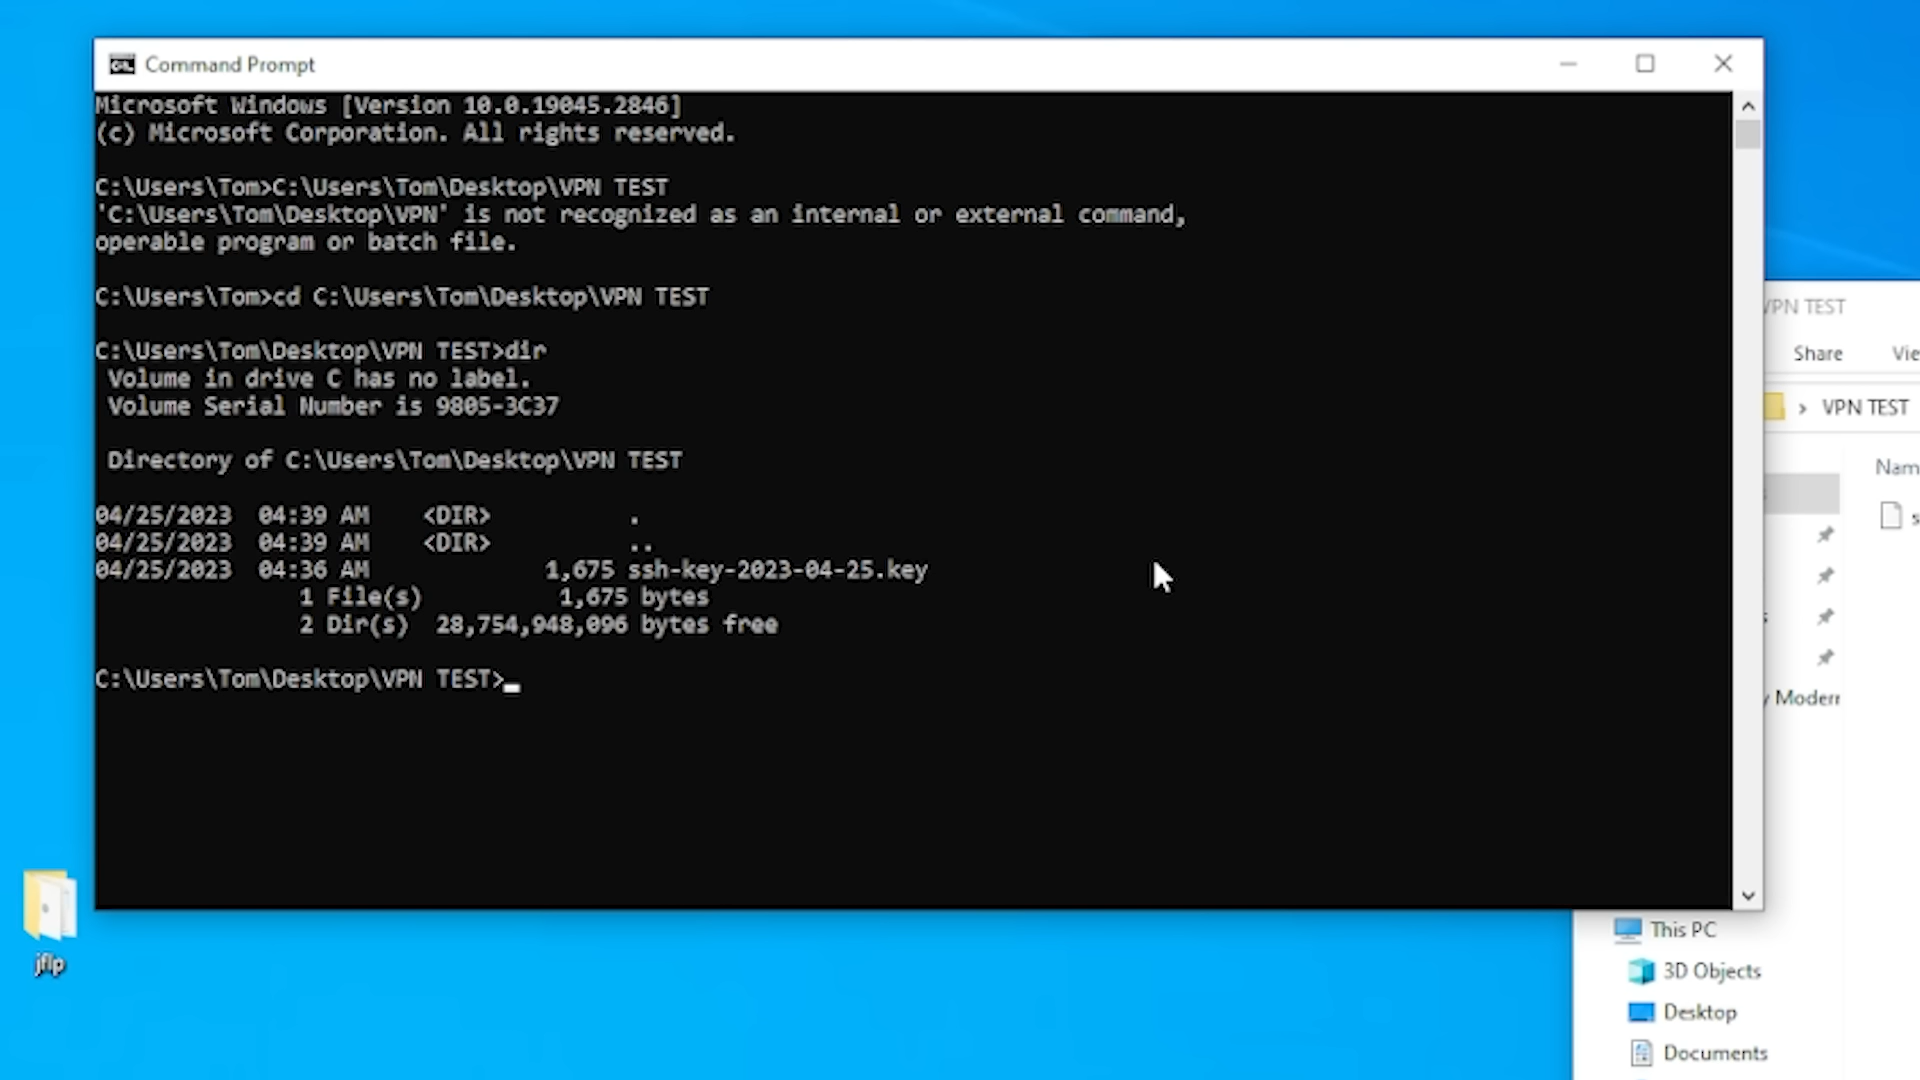 Command Prompt
Microsoft Windows [Version 10.0.19045.2846]
(c) Microsoft Corporation. All rights reserved.
C:\Users\Tom>C:\Users\Tom\Desktop\VPN TEST
'C:\Users\Tom\Desktop\VPN' is not recognized as an internal or external command,
operable program or batch file.
C:\Users\Tom>cd C:\Users\Tom\Desktop\VPN TEST
C:\Users\Tom\Desktop\VPN TEST>dir
Volume in drive C has no label.
Volume Serial Number is 9805-3C37
Directory of C:\Users\Tom\Desktop\VPN TEST
04/25/2023 04:39 AM <DIR> .
04/25/2023 04:39 AM <DIR> ..
04/25/2023 04:36 AM 1,675 ssh-key-2023-04-25.key
1 File(s) 1,675 bytes
2 Dir(s) 28,754,948,096 bytes free
C:\Users\Tom\Desktop\VPN TEST>
VPN TEST
Share Vie
> VPN TEST
Nam
s
y Modern
This PC
3D Objects
Desktop
Documents
jflp